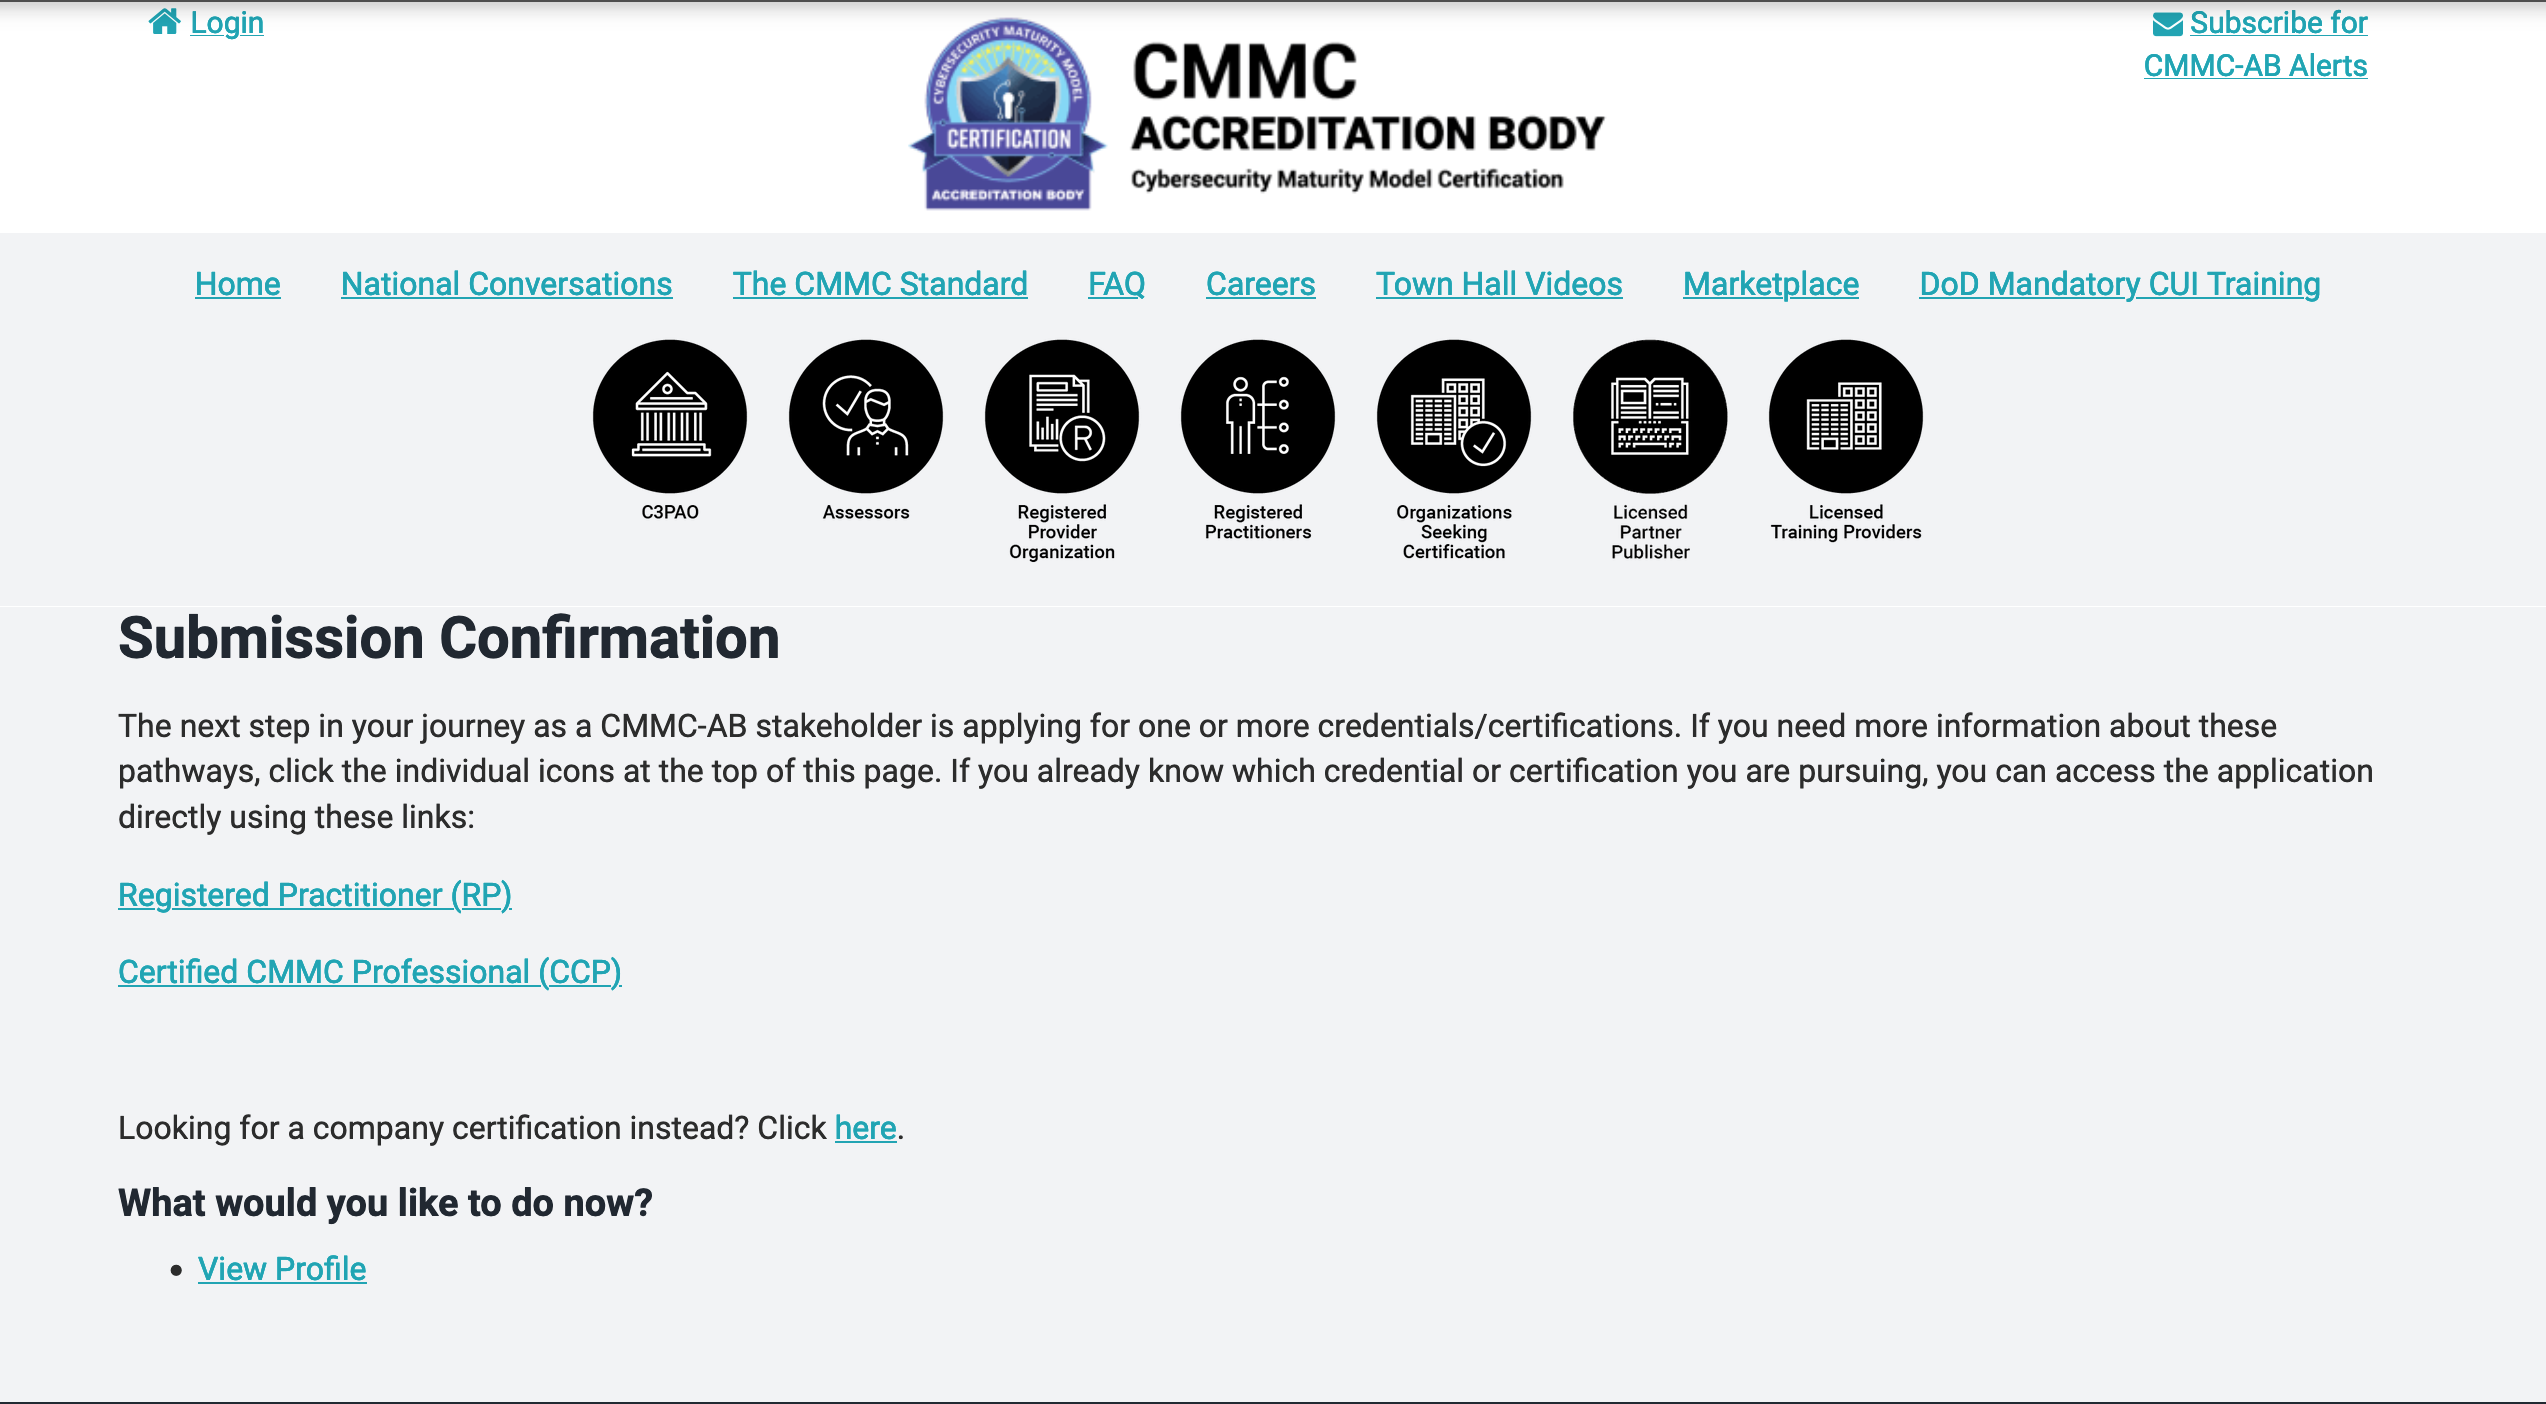 Login
Subscribe for
CMMC-AB Alerts
CYBERSECURITY MATURITY MODEL
CERTIFICATION
ACCREDITATION BODY
CMMC
ACCREDITATION BODY
Cybersecurity Maturity Model Certification
Home National Conversations The CMMC Standard FAQ Careers Town Hall Videos Marketplace DoD Mandatory CUI Training
R
C3PAO
Assessors
Registered
Provider
Organization
Registered
Practitioners
Organizations
Seeking
Certification
Licensed
Partner
Publisher
Licensed
Training Providers
Submission Confirmation
The next step in your journey as a CMMC-AB stakeholder is applying for one or more credentials/certifications. If you need more information about these
pathways, click the individual icons at the top of this page. If you already know which credential or certification you are pursuing, you can access the application
directly using these links:
Registered Practitioner (RP)
Certified CMMC Professional (CCP)
Looking for a company certification instead? Click here.
What would you like to do now?
• View Profile